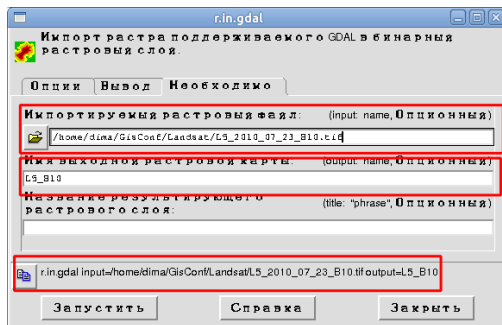 r.in.gdal
Импорт растра поддерживаемого GDAL в бинарный
растровый слой.
Опции Вывод Необходимо
Импортируемый растровый файл: (input: name, Опционный)
/home/dima/GisConf/Landsat/L5_2010_07_23_B10.tif
Имя выходной растровой карты: (output: name, Опционный)
L5_B10
Название результирующего (title: "phrase", Опционный)
растрового слоя:
r.in.gdal input=/home/dima/GisConf/Landsat/L5_2010_07_23_B10.tif output=L5_B10
Запустить Справка Закрыть